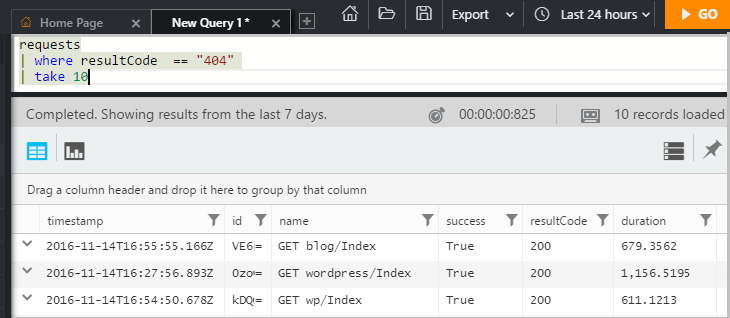 Home Page New Query 1* Export Last 24 hours GO
requests
| where resultCode == "404"
| take 10
Completed. Showing results from the last 7 days. 00:00:00:825 10 records loaded
Drag a column header and drop it here to group by that column
timestamp id name success resultCode duration
2016-11-14T16:55:55.166Z VE6= GET blog/Index True 200 679.3562
2016-11-14T16:27:56.893Z 0zo= GET wordpress/Index True 200 1,156.5195
2016-11-14T16:54:50.678Z kDQ= GET wp/Index True 200 611.1213